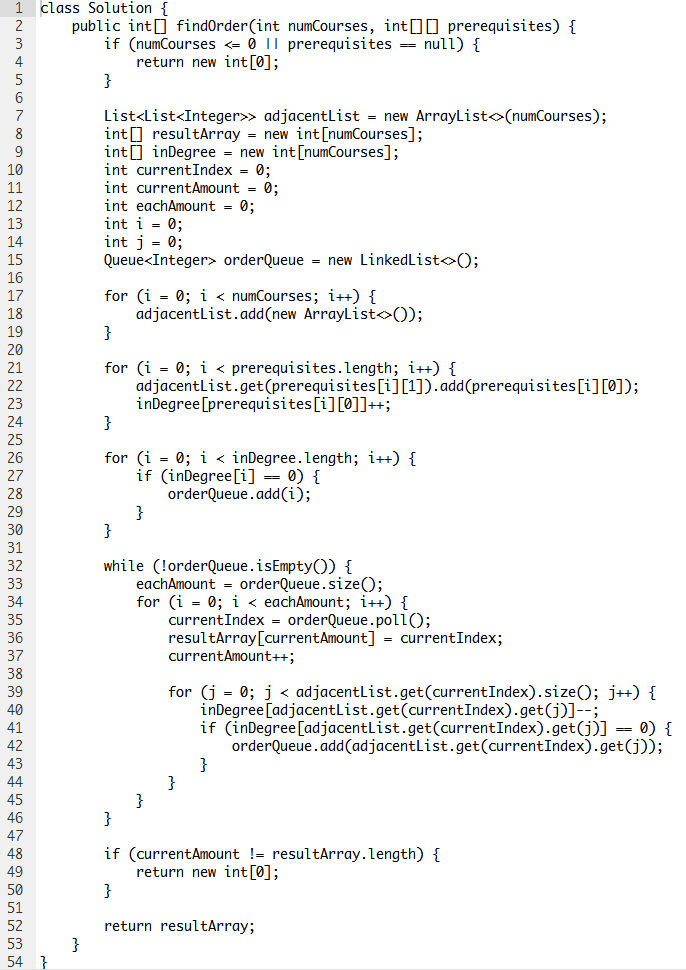 1 class Solution {
2     public int[] findOrder(int numCourses, int[][] prerequisites) {
3         if (numCourses <= 0 || prerequisites == null) {
4             return new int[0];
5         }
6
7         List<List<Integer>> adjacentList = new ArrayList<>(numCourses);
8         int[] resultArray = new int[numCourses];
9         int[] inDegree = new int[numCourses];
10         int currentIndex = 0;
11         int currentAmount = 0;
12         int eachAmount = 0;
13         int i = 0;
14         int j = 0;
15         Queue<Integer> orderQueue = new LinkedList<>();
16
17         for (i = 0; i < numCourses; i++) {
18             adjacentList.add(new ArrayList<>());
19         }
20
21         for (i = 0; i < prerequisites.length; i++) {
22             adjacentList.get(prerequisites[i][1]).add(prerequisites[i][0]);
23             inDegree[prerequisites[i][0]]++;
24         }
25
26         for (i = 0; i < inDegree.length; i++) {
27             if (inDegree[i] == 0) {
28                 orderQueue.add(i);
29             }
30         }
31
32         while (!orderQueue.isEmpty()) {
33             eachAmount = orderQueue.size();
34             for (i = 0; i < eachAmount; i++) {
35                 currentIndex = orderQueue.poll();
36                 resultArray[currentAmount] = currentIndex;
37                 currentAmount++;
38
39                 for (j = 0; j < adjacentList.get(currentIndex).size(); j++) {
40                     inDegree[adjacentList.get(currentIndex).get(j)]--;
41                     if (inDegree[adjacentList.get(currentIndex).get(j)] == 0) {
42                         orderQueue.add(adjacentList.get(currentIndex).get(j));
43                     }
44                 }
45             }
46         }
47
48         if (currentAmount != resultArray.length) {
49             return new int[0];
50         }
51
52         return resultArray;
53     }
54 }